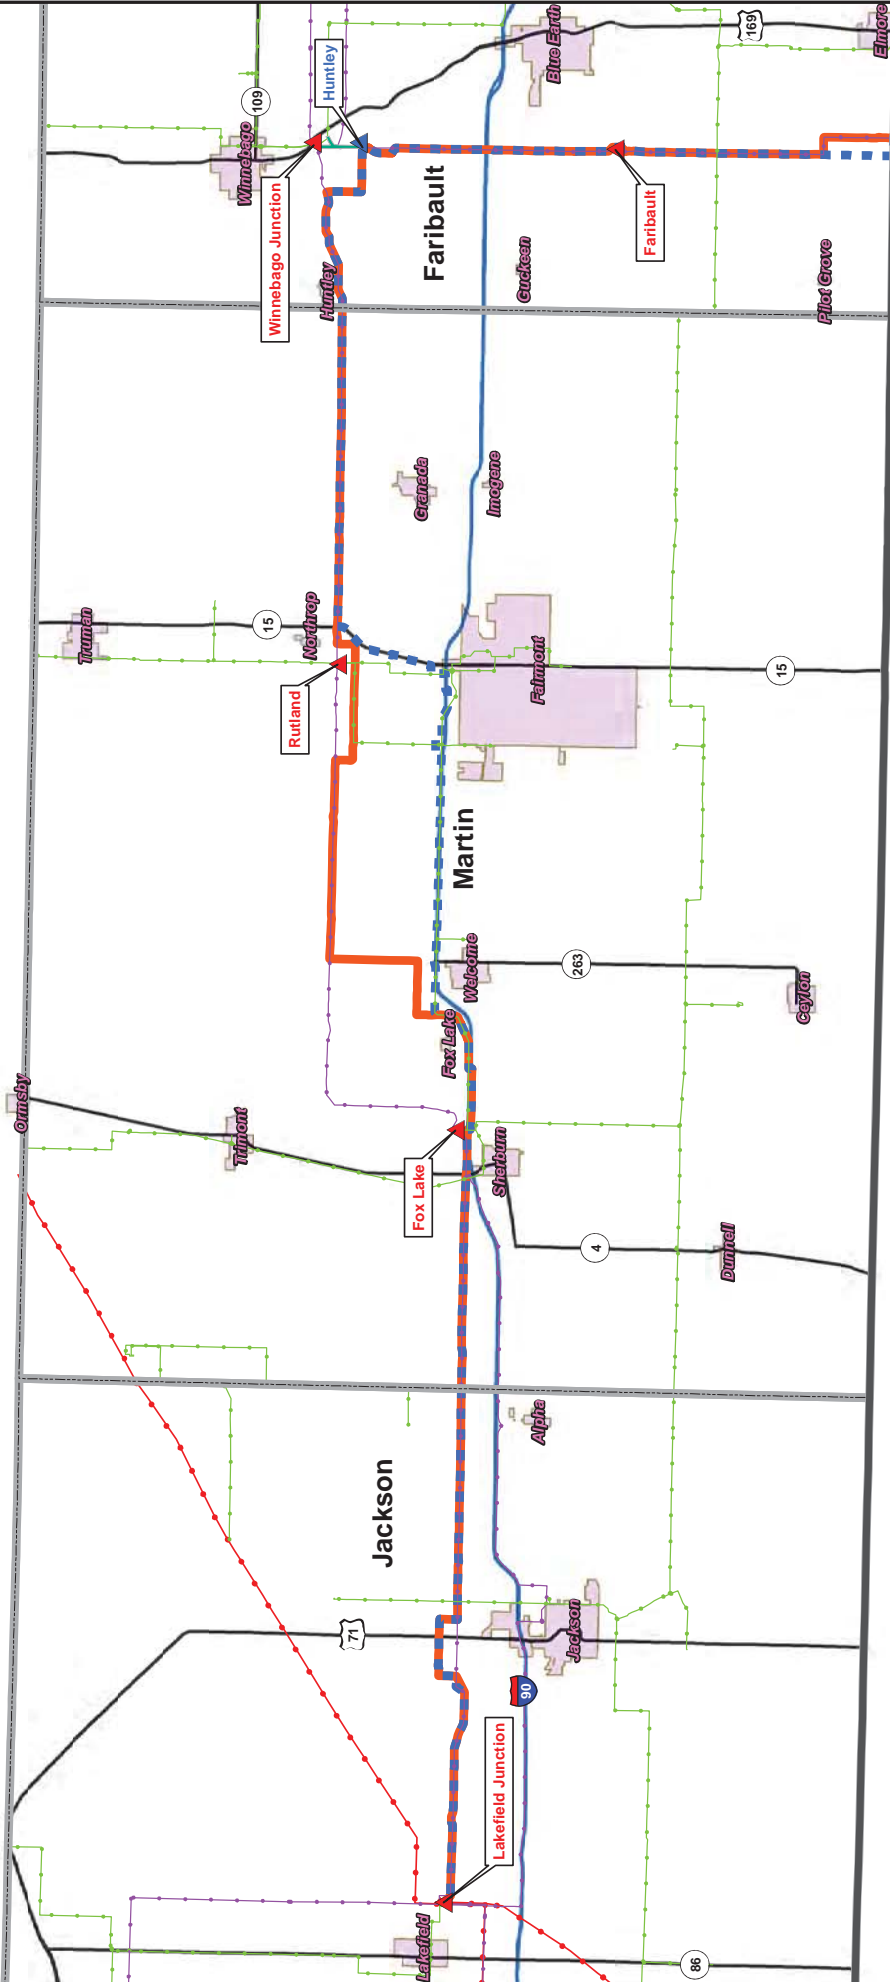 169
Elmore
Blue Earth
Huntley
109
Winnebago
Winnebago Junction
Faribault
Faribault
Huntley
Guckeen
Pilot Grove
Granada
Imogene
Truman
15
Northrop
Rutland
Fairmont
15
Martin
Welcome
263
Ceylon
Fox Lake
Ormsby
Trimont
Fox Lake
Sherburn
4
Dunnell
Alpha
Jackson
71
Jackson
90
Lakefield Junction
Lakefield
86